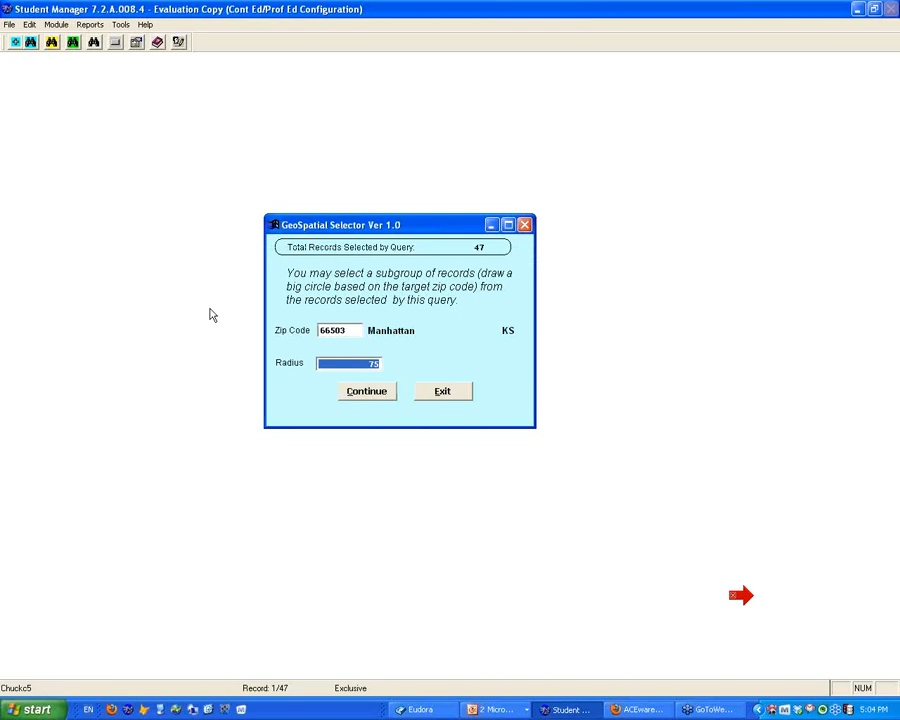 Student Manager 7.2.A.008.4 - Evaluation Copy (Cont Ed/Prof Ed Configuration)
File Edit Module Reports Tools Help
GeoSpatial Selector Ver 1.0
Total Records Selected by Query: 47
You may select a subgroup of records (draw a
big circle based on the target zip code) from
the records selected by this query.
Zip Code 66503 Manhattan KS
Radius 75
Continue Exit
Chuckc5 Record: 1/47 Exclusive NUM
start EN Eudora 2 Micro... Student ... ACEware... GoToWe... 5:04 PM